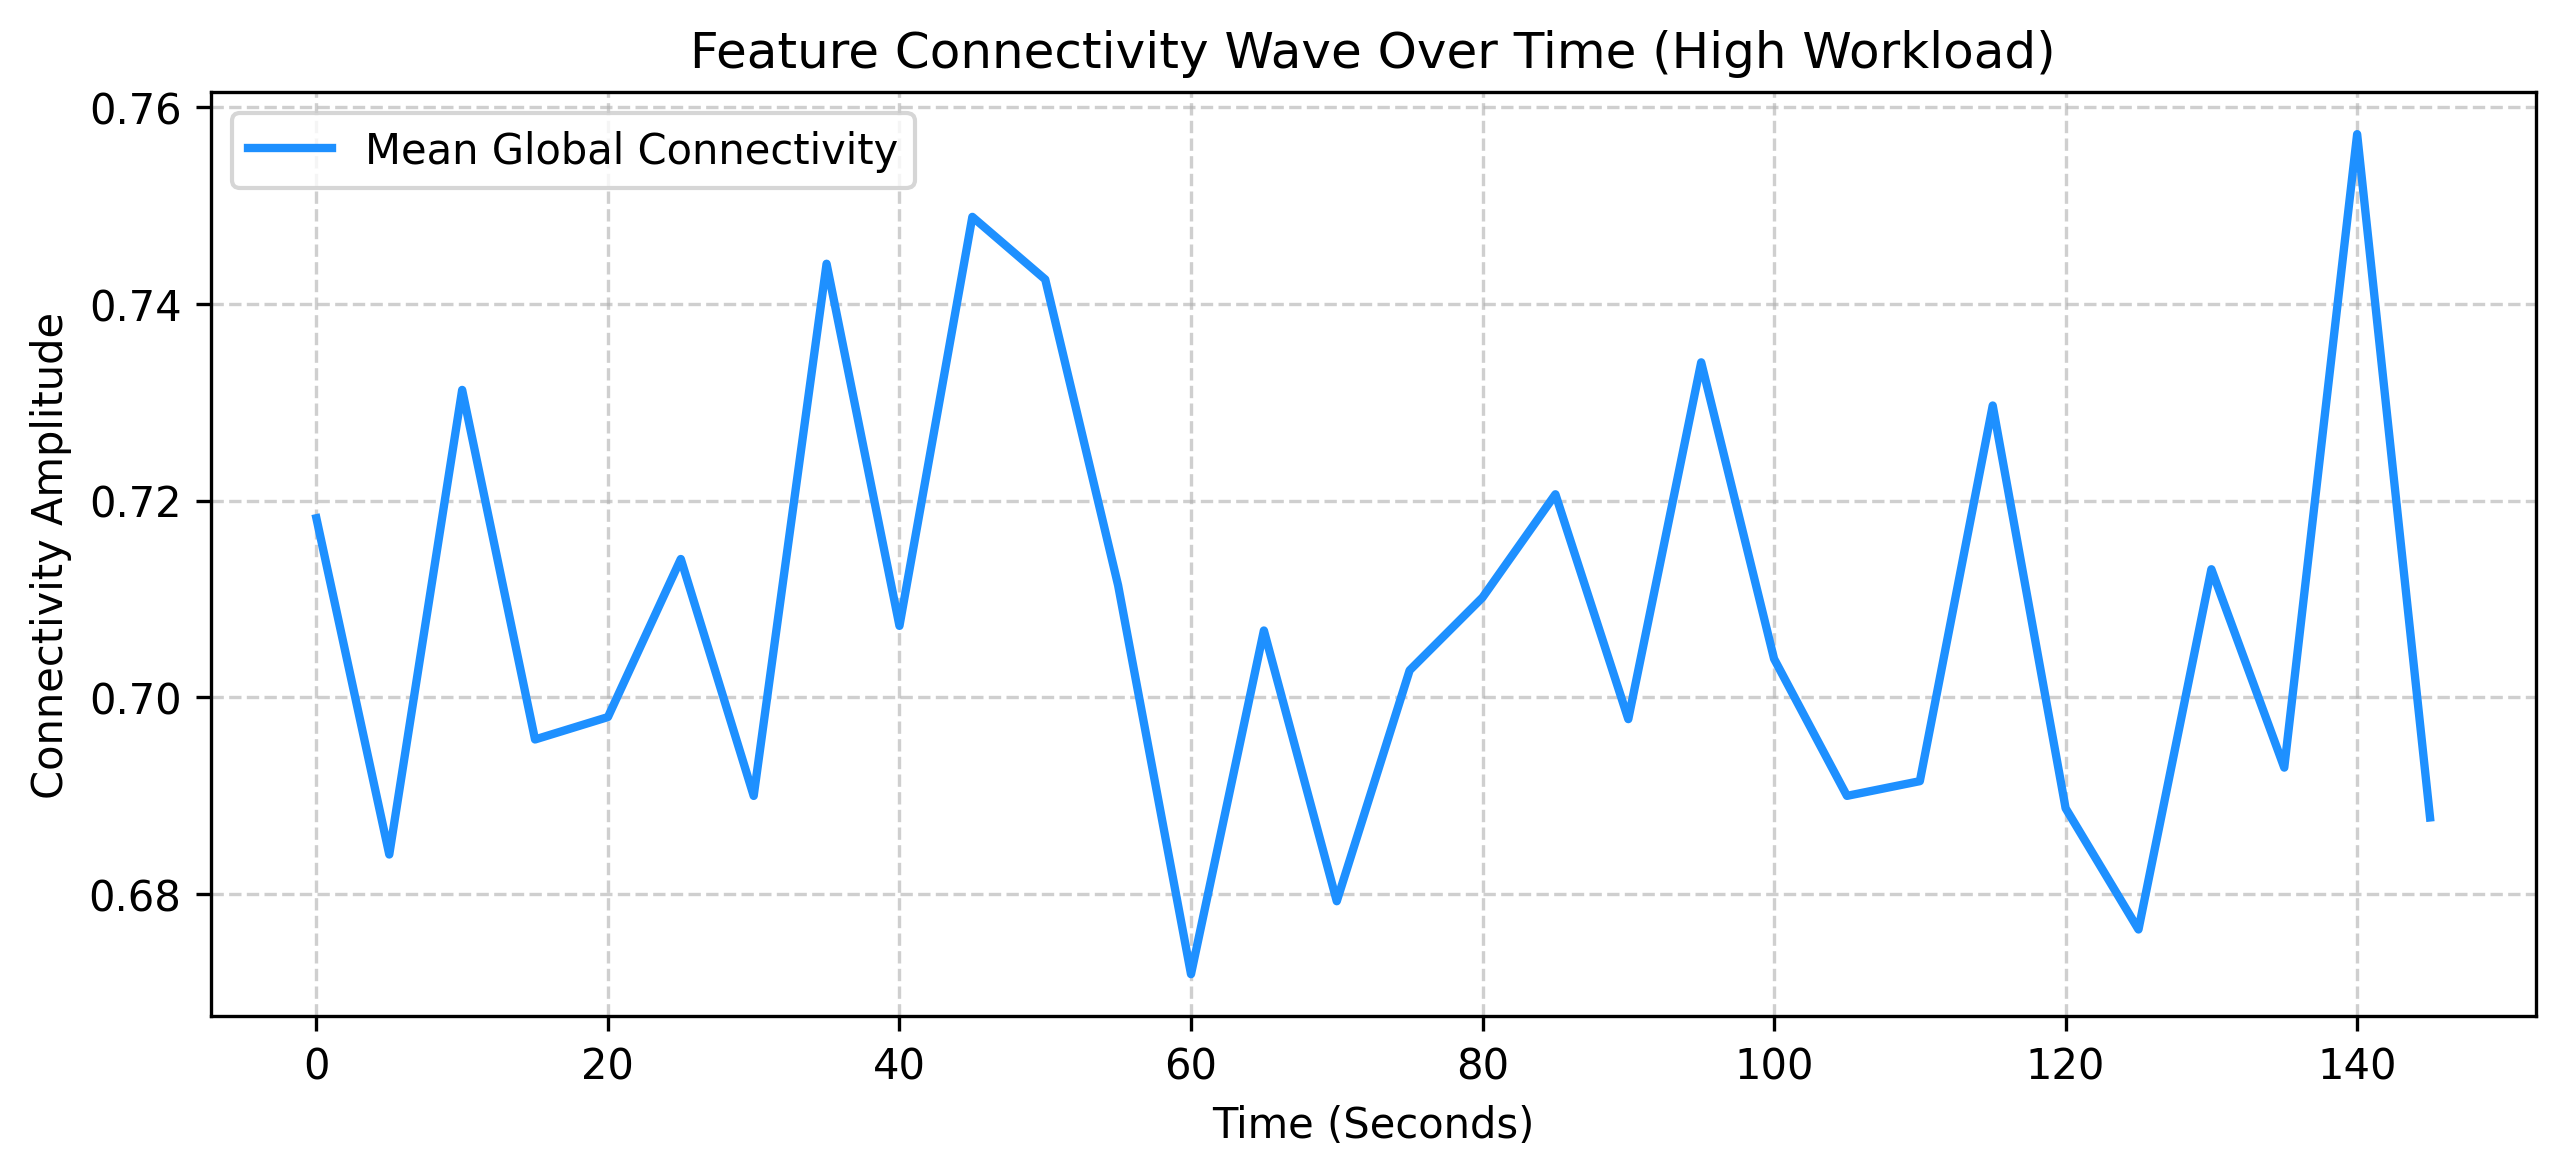 Feature Connectivity Wave Over Time (High Workload)
Mean Global Connectivity
Connectivity Amplitude
0.76
0.74
0.72
0.70
0.68
0 20 40 60 80 100 120 140
Time (Seconds)